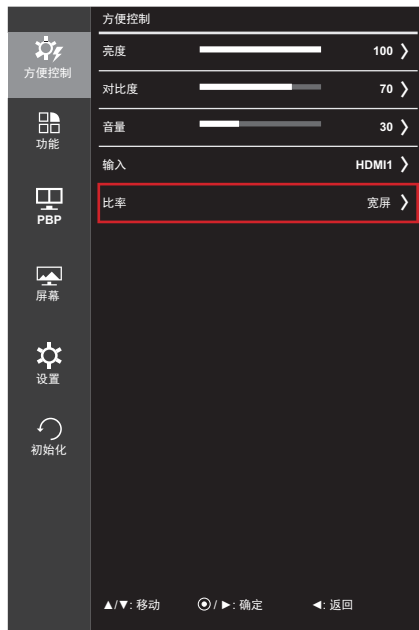 方便控制
方便控制
功能
PBP
屏幕
设置
初始化
亮度 100
对比度 70
音量 30
输入 HDMI1
比率 宽屏
▲/▼: 移动 ⦿/►: 确定 ◄: 返回